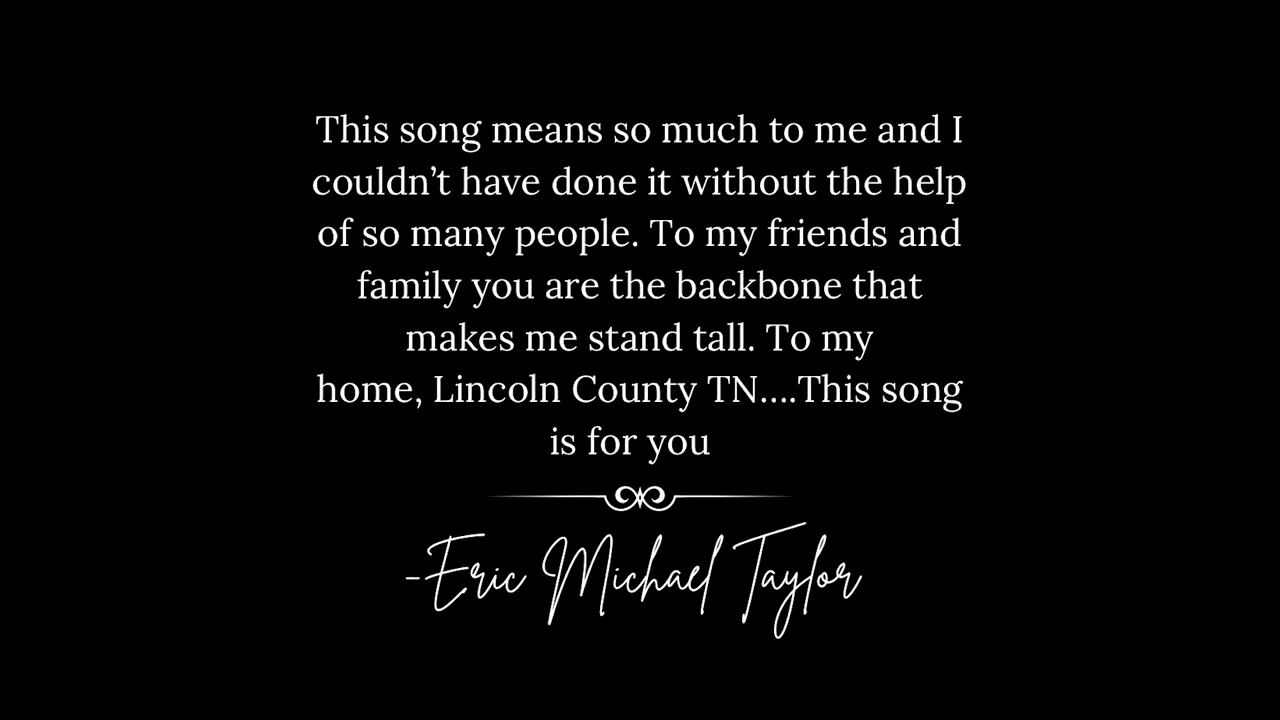 This song means so much to me and I
couldn’t have done it without the help
of so many people. To my friends and
family you are the backbone that
makes me stand tall. To my
home, Lincoln County TN....This song
is for you
-Eric Michael Taylor